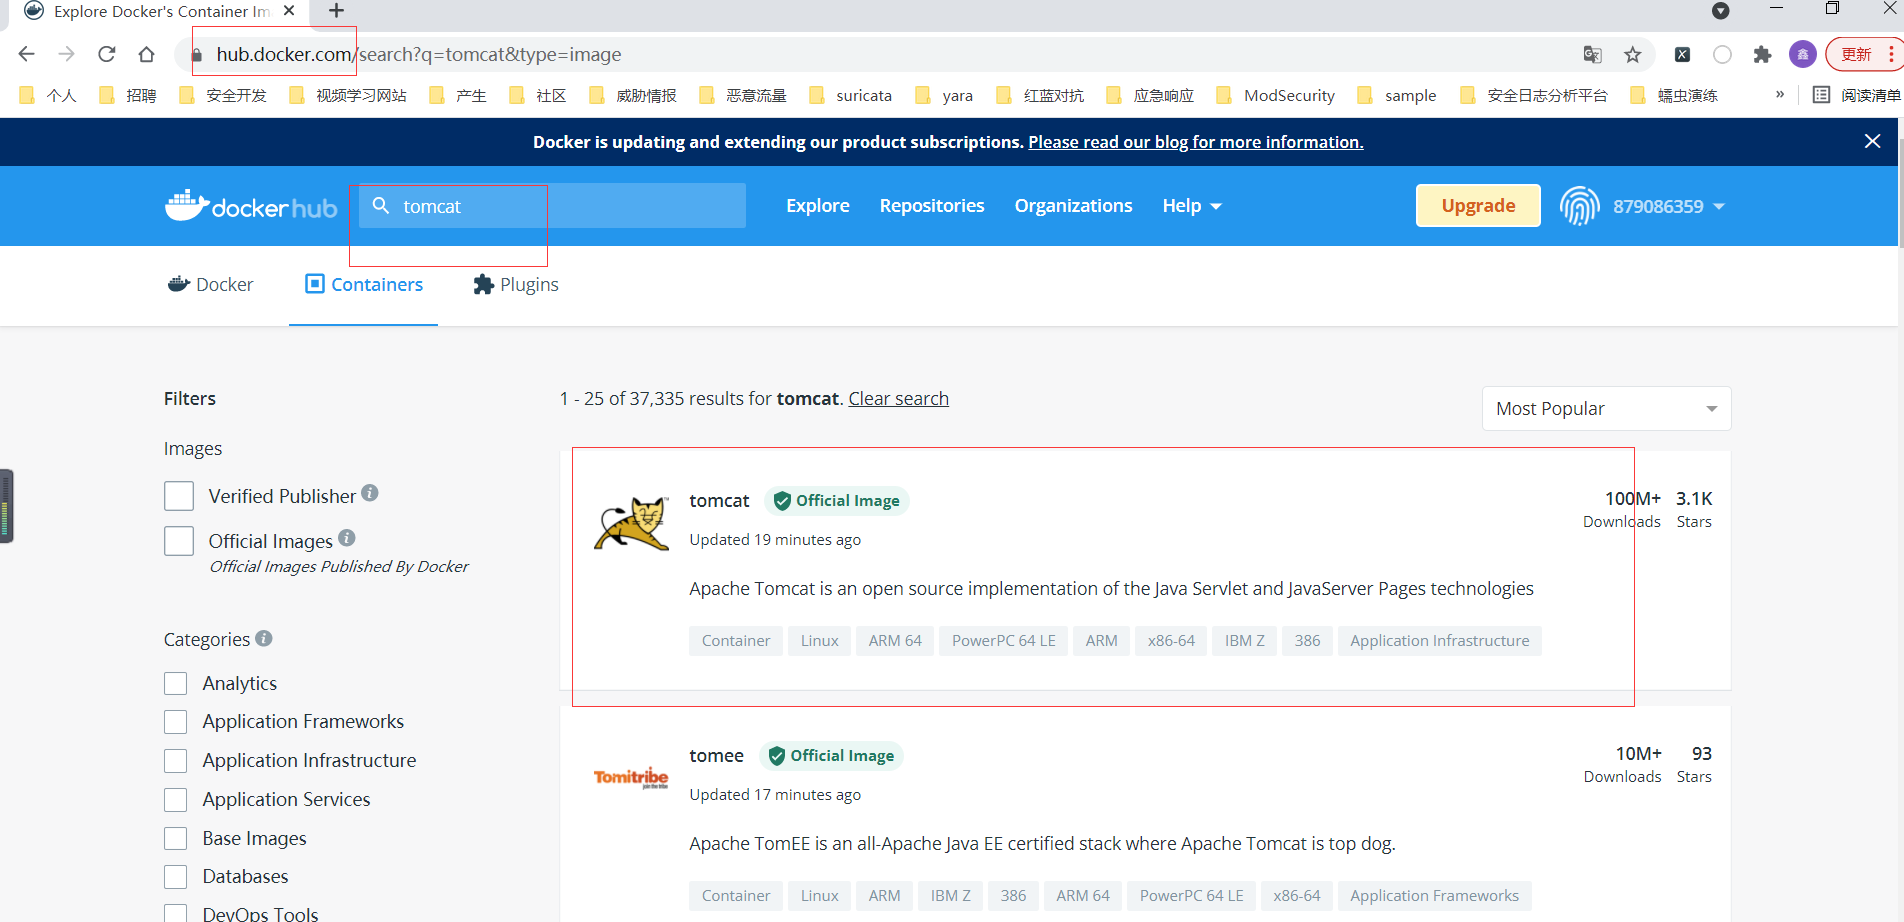 Explore Docker's Container Im
hub.docker.com/search?q=tomcat&type=image
鑫
更新
个人
招聘
安全开发
视频学习网站
产生
社区
威胁情报
恶意流量
suricata
yara
红蓝对抗
应急响应
ModSecurity
sample
安全日志分析平台
蠕虫演练
»
阅读清单
Docker is updating and extending our product subscriptions. Please read our blog for more information.
docker hub
tomcat
Explore
Repositories
Organizations
Help
Upgrade
879086359
Docker
Containers
Plugins
Filters
1 - 25 of 37,335 results for tomcat. Clear search
Most Popular
Images
Verified Publisher
Official Images
Official Images Published By Docker
Categories
Analytics
Application Frameworks
Application Infrastructure
Application Services
Base Images
Databases
DevOps Tools
tomcat
Official Image
Updated 19 minutes ago
100M+
Downloads
3.1K
Stars
Apache Tomcat is an open source implementation of the Java Servlet and JavaServer Pages technologies
Container
Linux
ARM 64
PowerPC 64 LE
ARM
x86-64
IBM Z
386
Application Infrastructure
Tomitribe
tomee
Official Image
Updated 17 minutes ago
10M+
Downloads
93
Stars
Apache TomEE is an all-Apache Java EE certified stack where Apache Tomcat is top dog.
Container
Linux
ARM
IBM Z
386
ARM 64
PowerPC 64 LE
x86-64
Application Frameworks